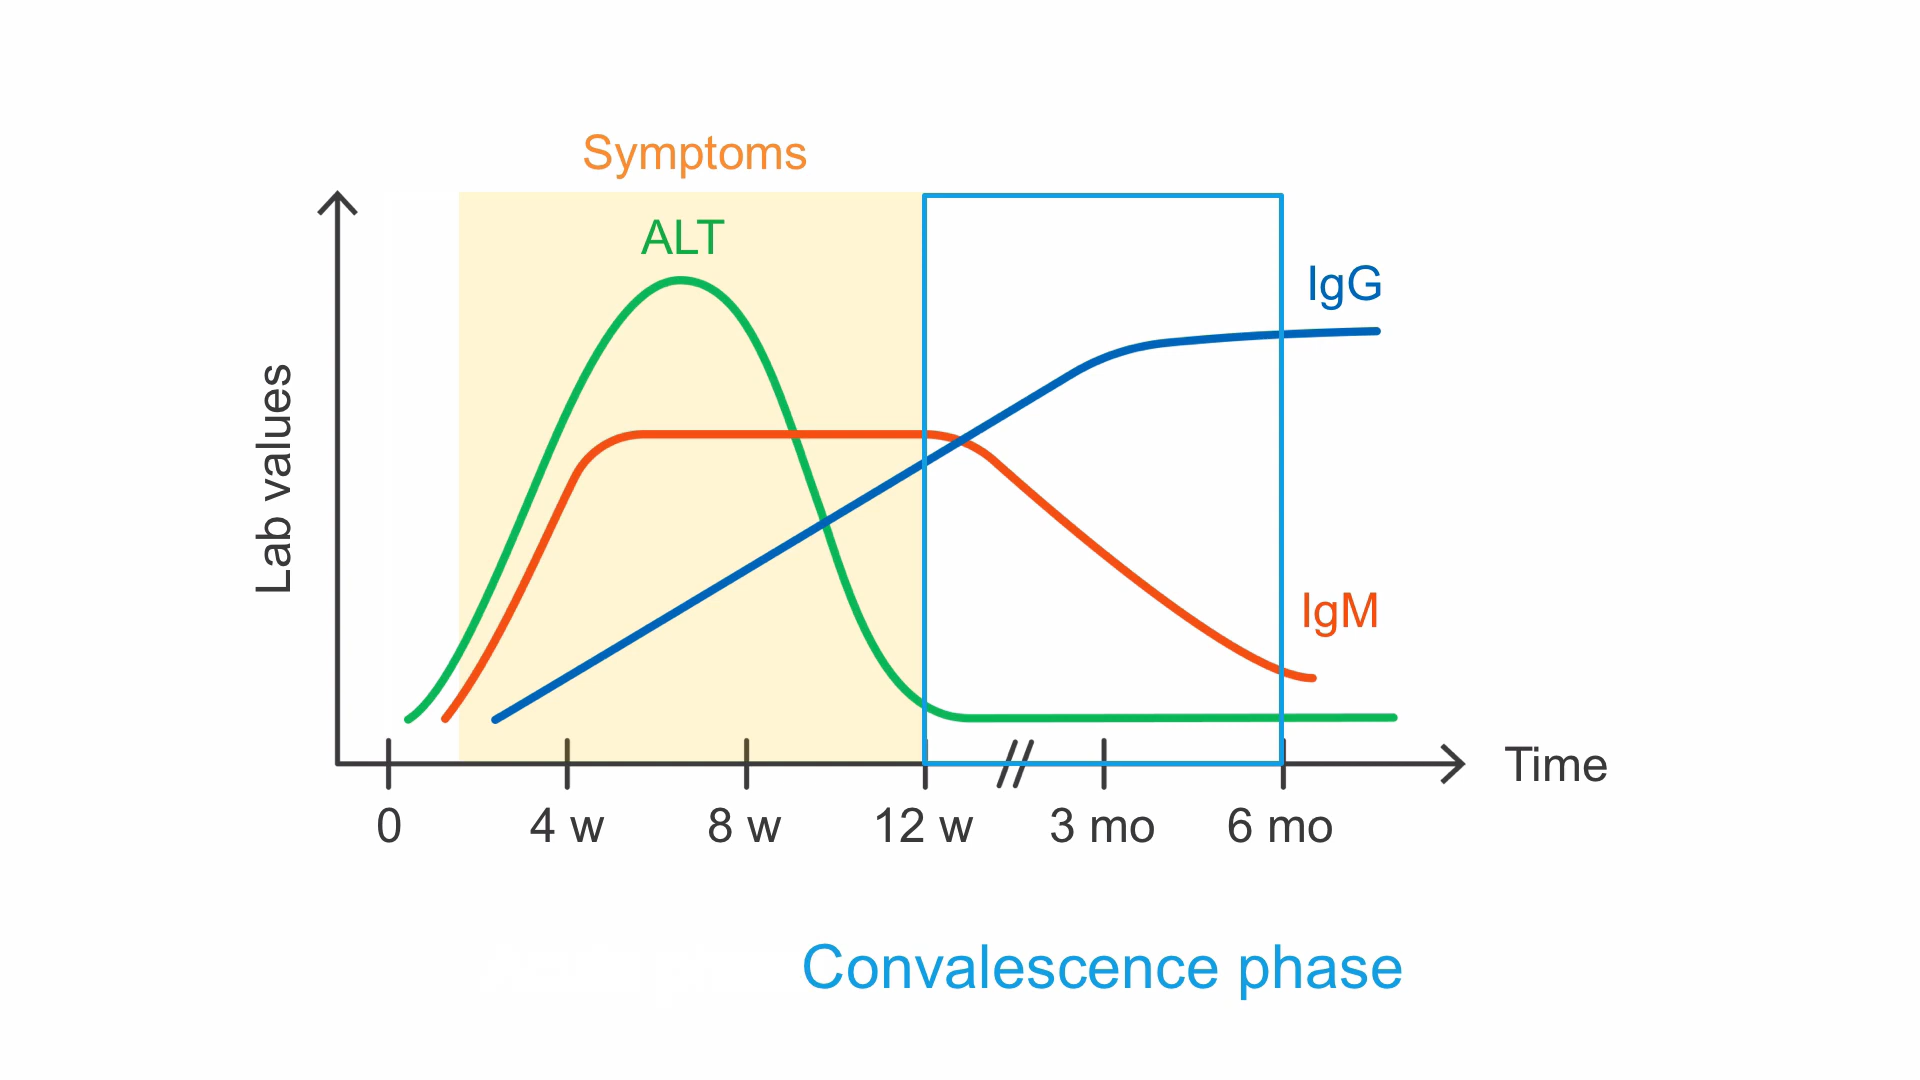 Symptoms
ALT
IgG
IgM
Lab values
Time
0
4 w
8 w
12 w
3 mo
6 mo
Convalescence phase